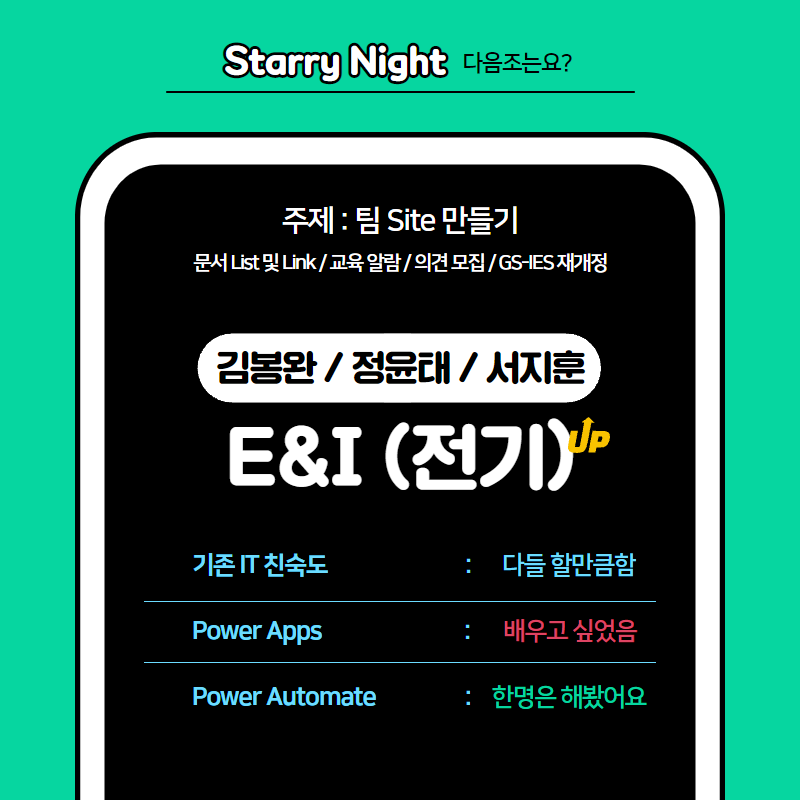 Starry Night 다음조는요?
주제 : 팀 Site 만들기
문서 List 및 Link / 교육 알람 / 의견 모집 / GS-IES 재개정
김봉완 / 정윤태 / 서지훈
E&I (전기)UP
기존 IT 친숙도 : 다들 할만큼함
Power Apps : 배우고 싶었음
Power Automate : 한명은 해봤어요